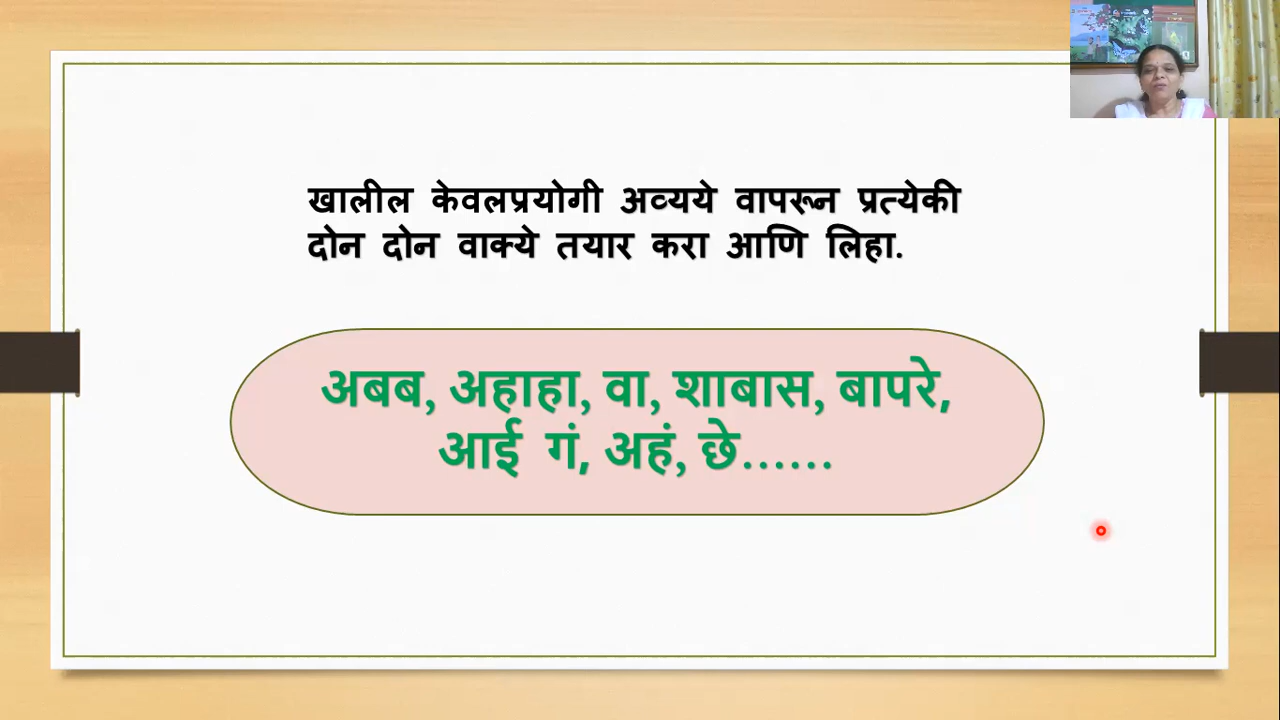 खालील केवलप्रयोगी अव्यये वापरून प्रत्येकी
दोन दोन वाक्ये तयार करा आणि लिहा.
अबब, अहाहा, वा, शाबास, बापरे,
आई गं, अहं, छे......